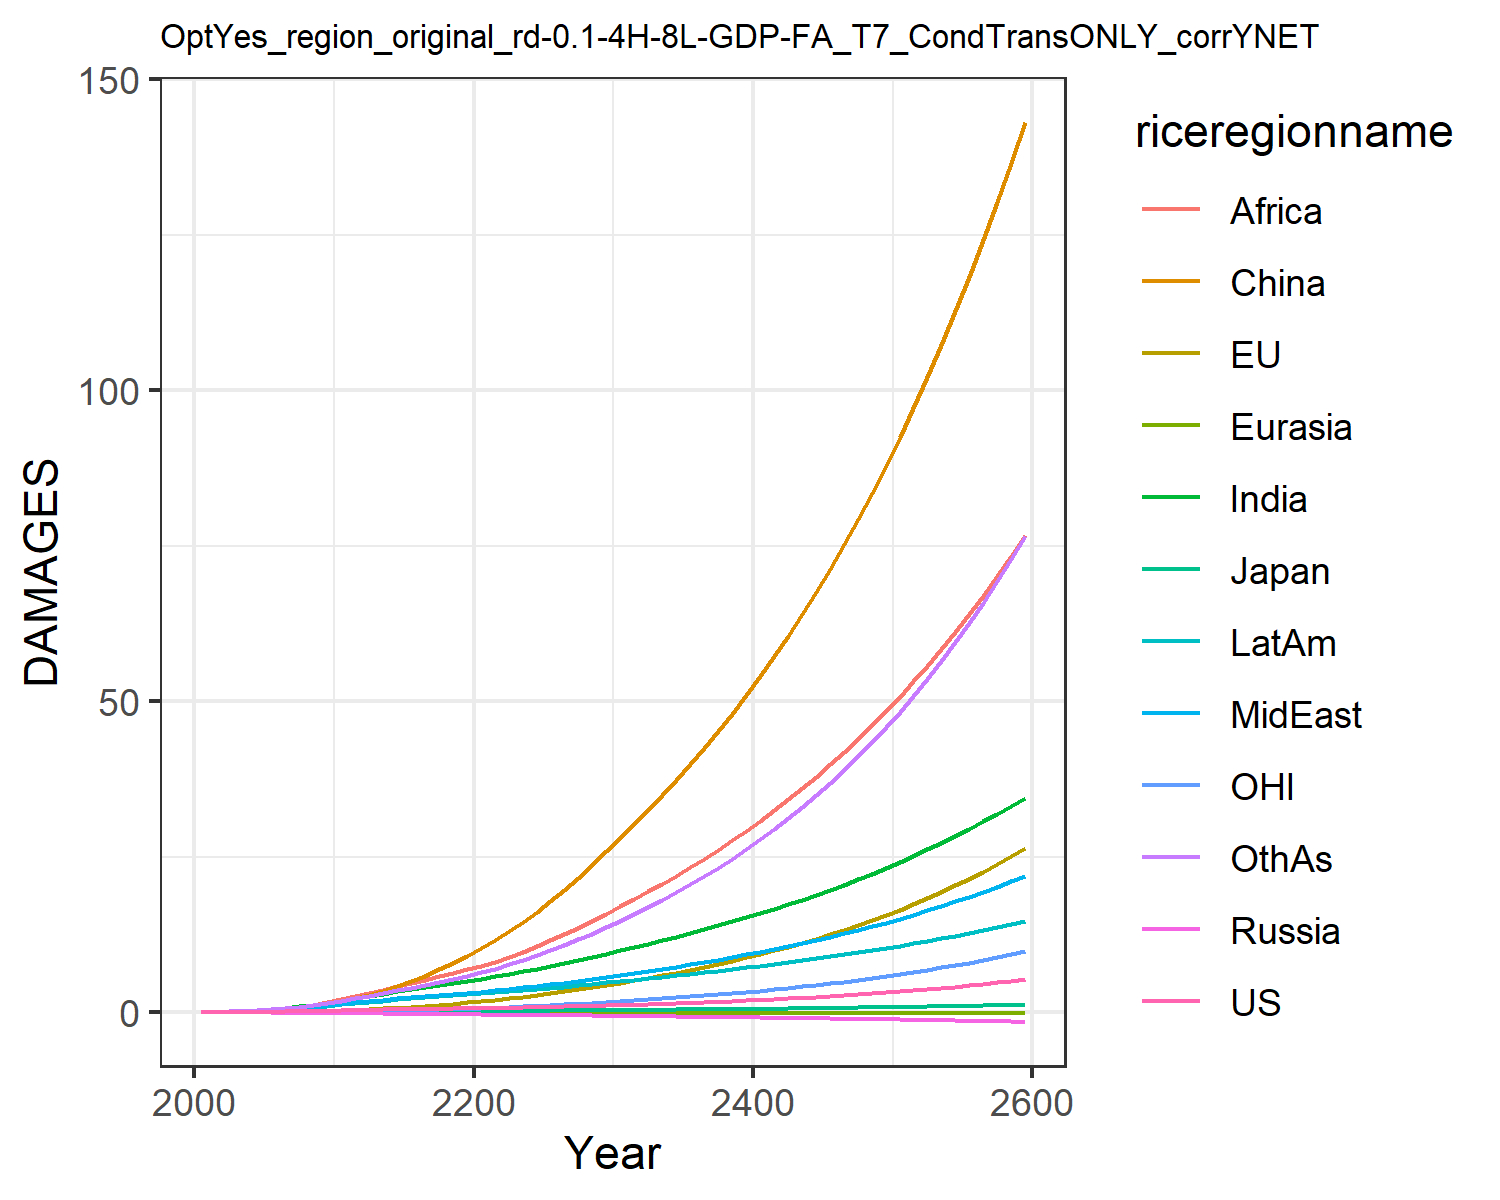 OptYes_region_original_rd-0.1-4H-8L-GDP-FA_T7_CondTransONLY_corrYNET
150
100
50
0
DAMAGES
2000 2200 2400 2600
Year
riceregionname
Africa
China
EU
Eurasia
India
Japan
LatAm
MidEast
OHI
OthAs
Russia
US